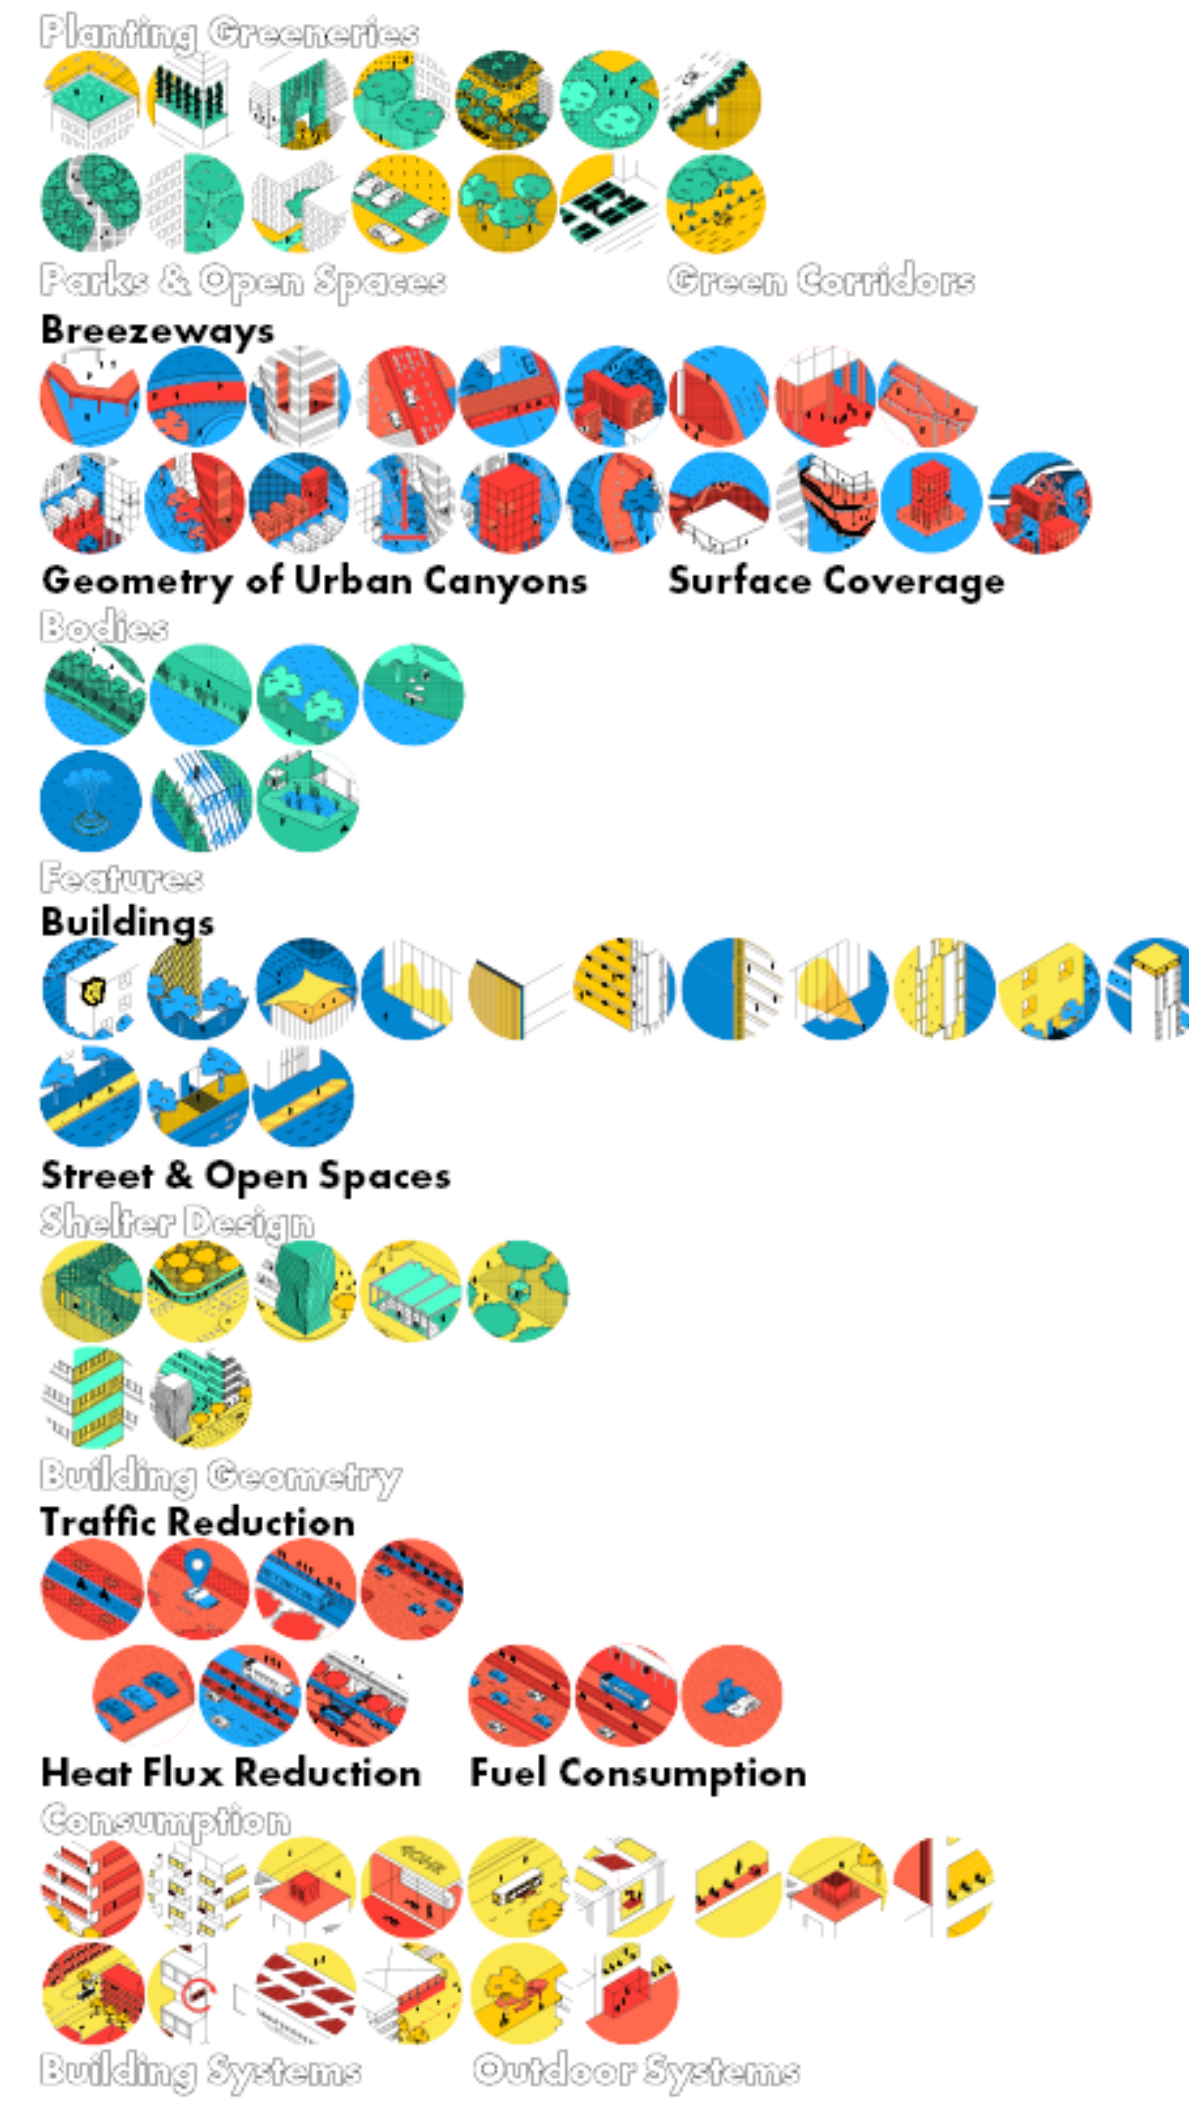 Planting Greeneries
Parks & Open Spaces
Green Corridors
Breezeways
Geometry of Urban Canyons
Surface Coverage
Bodies
Features
Buildings
Street & Open Spaces
Shelter Design
Building Geometry
Traffic Reduction
Heat Flux Reduction
Fuel Consumption
Consumption
Building Systems
Outdoor Systems